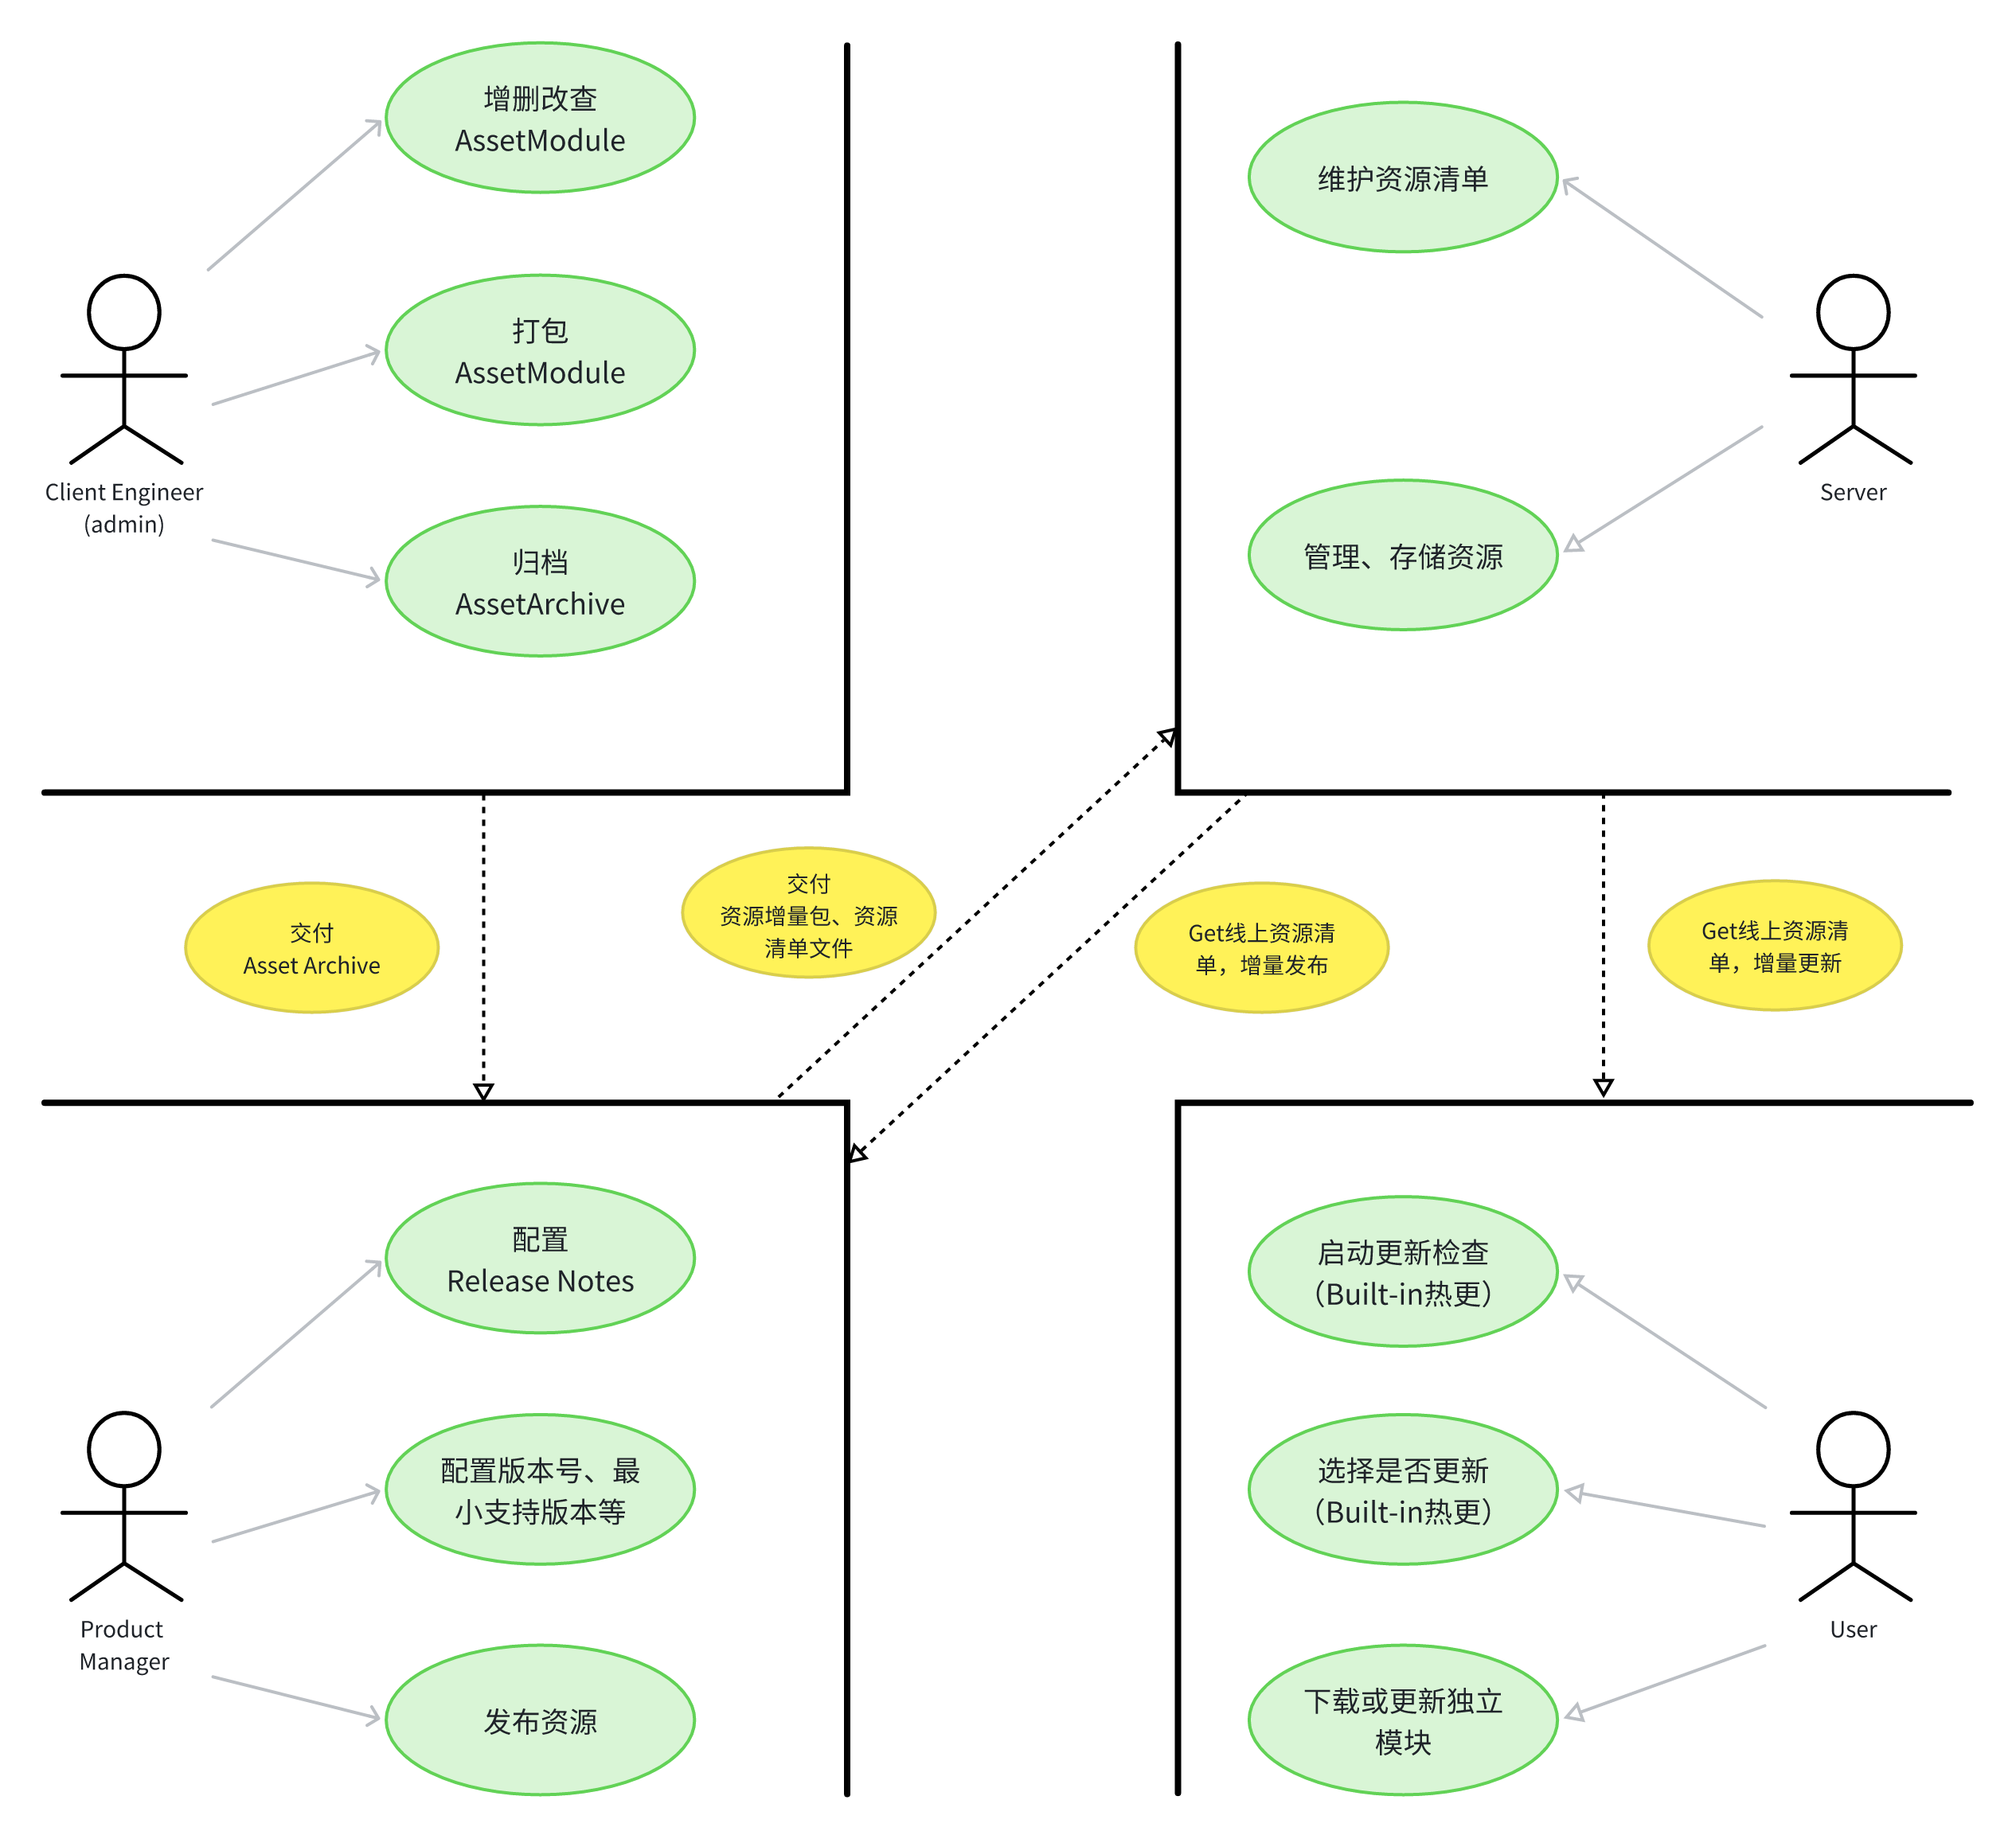 增删改查
AssetModule
打包
AssetModule
归档
AssetArchive
Client Engineer
(admin)
维护资源清单
管理、存储资源
Server
交付
Asset Archive
交付
资源增量包、资源
清单文件
Get线上资源清
单，增量发布
Get线上资源清
单，增量更新
配置
Release Notes
配置版本号、最
小支持版本等
发布资源
Product
Manager
启动更新检查
（Built-in热更）
选择是否更新
（Built-in热更）
下载或更新独立
模块
User